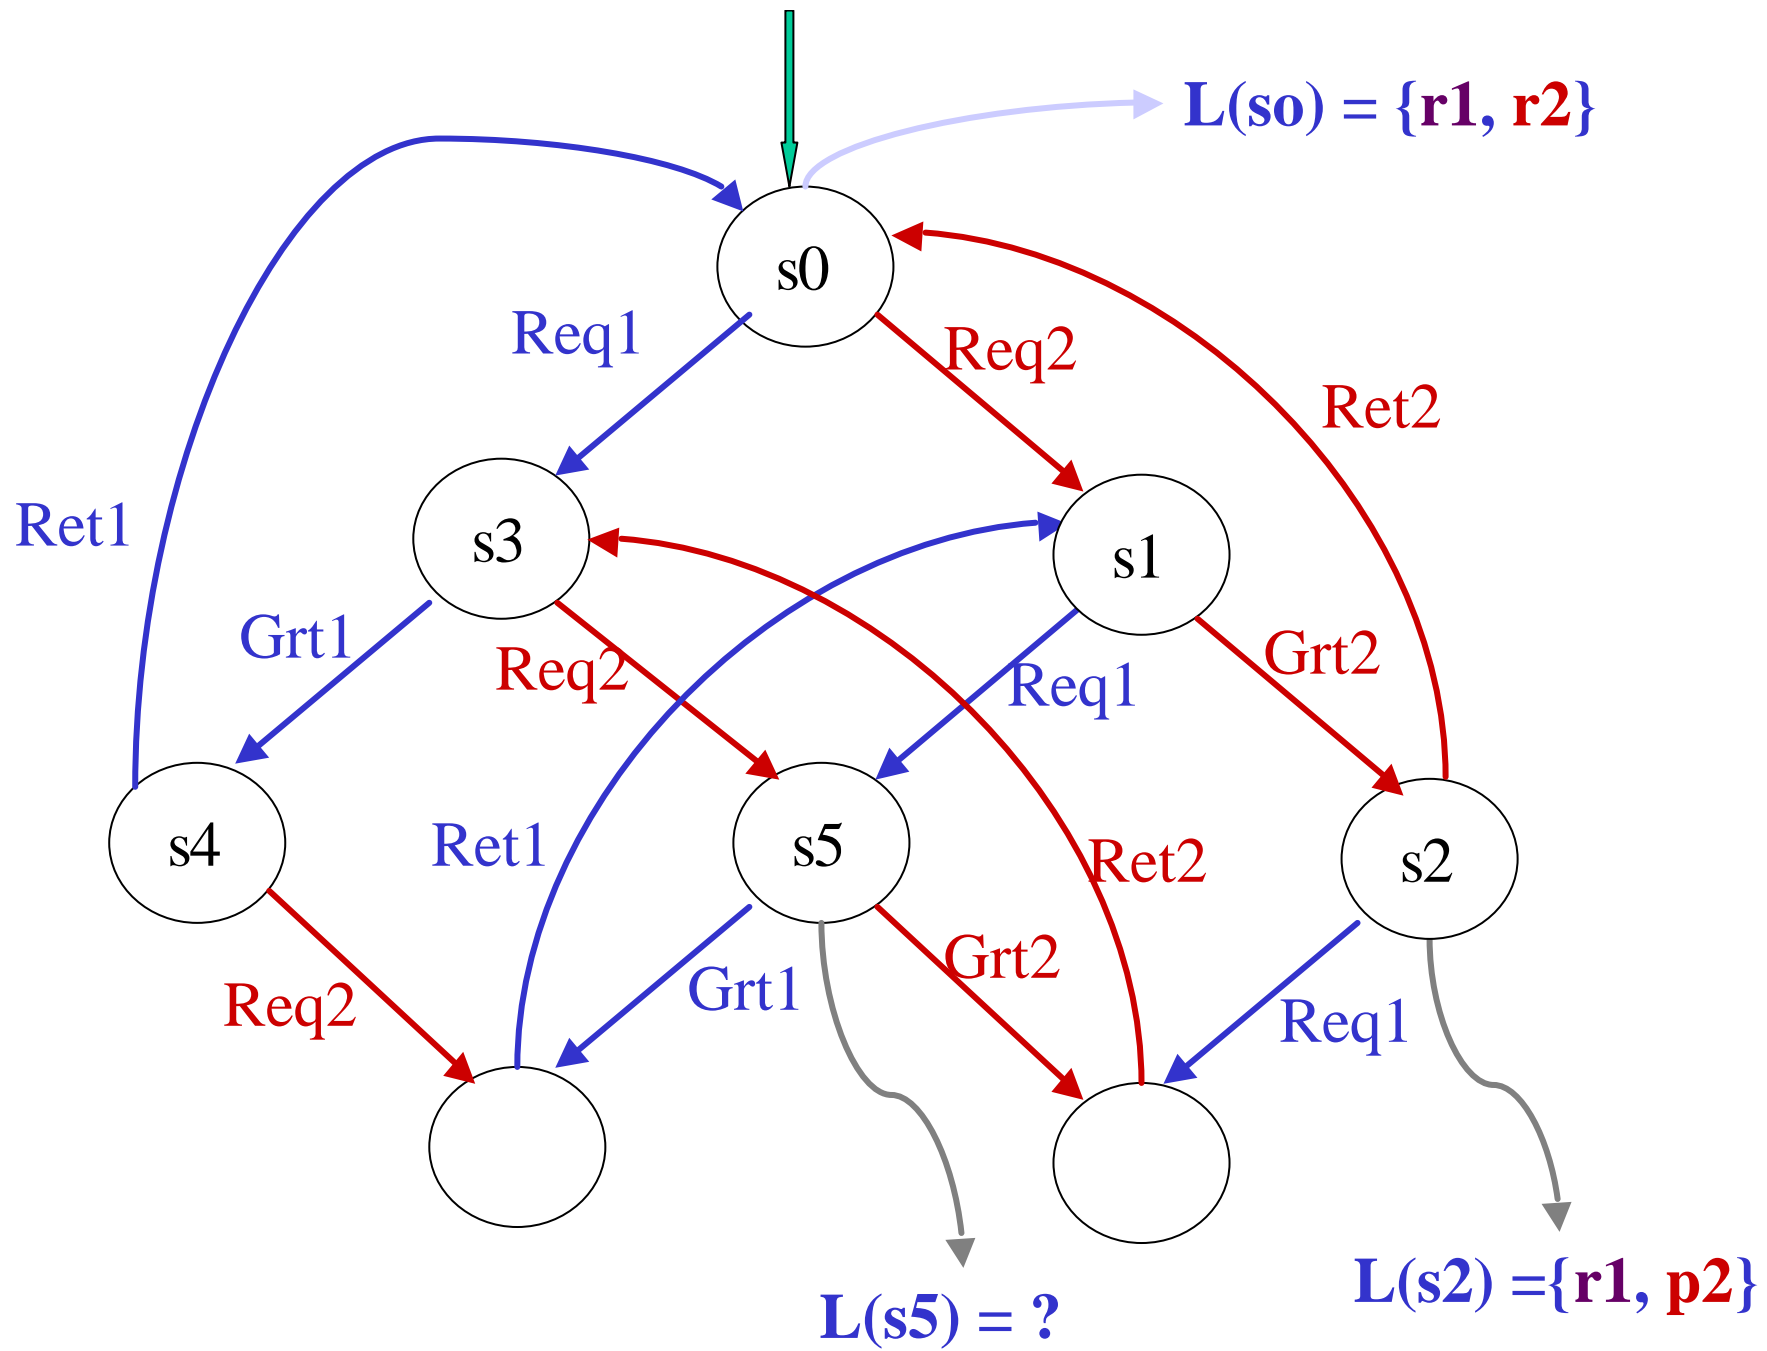 L(so) = {r1, r2}
s0
Req1
Req2
Ret2
Ret1
s3
s1
Grt1
Req2
Req1
Grt2
s4
Ret1
s5
Ret2
s2
Req2
Grt1
Grt2
Req1
L(s5) = ?
L(s2) ={r1, p2}